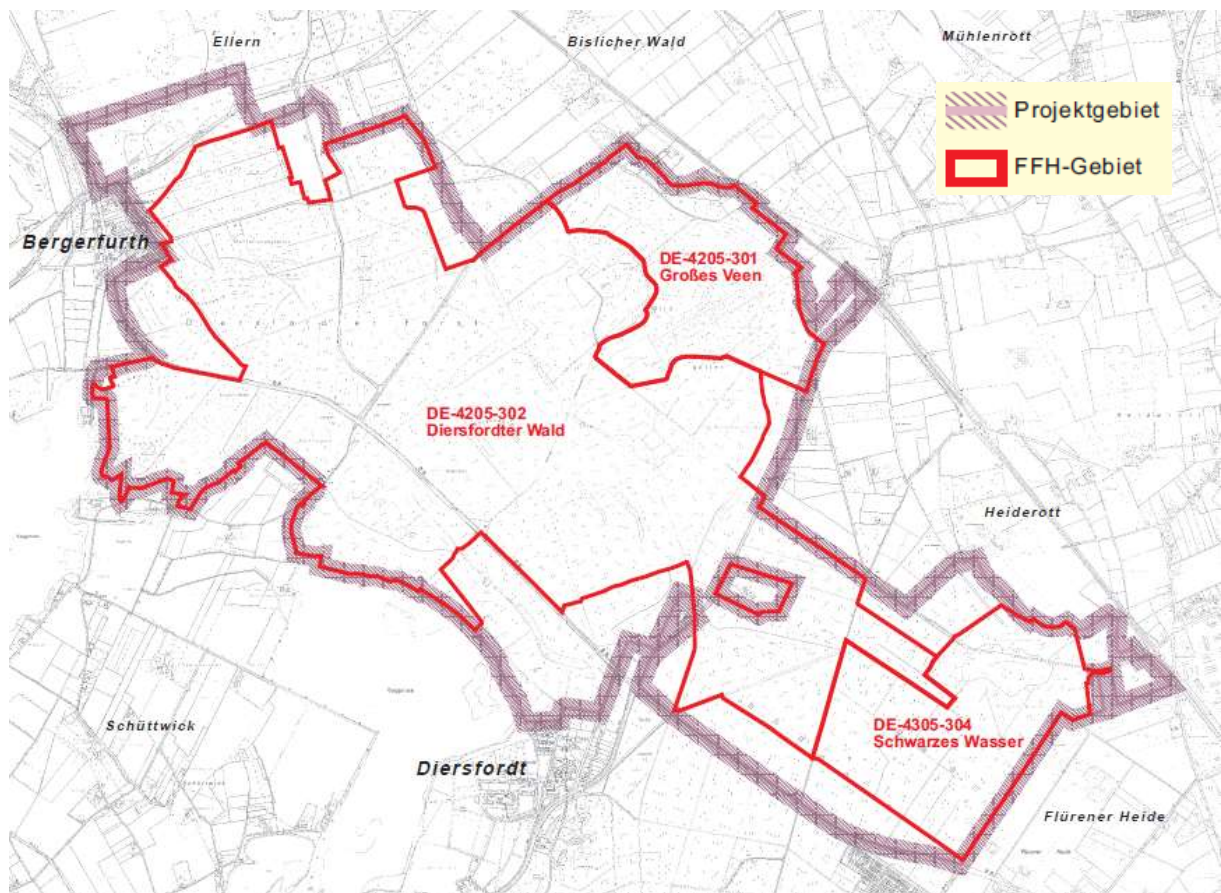 Ellern
Bislicher Wald
Mühlenrott
Projektgebiet
FFH-Gebiet
Bergerfurth
DE-4205-301
Großes Veen
DE-4205-302
Diersfordter Wald
Heiderott
Schüttwick
DE-4305-304
Schwarzes Wasser
Diersfordt
Flürener Heide